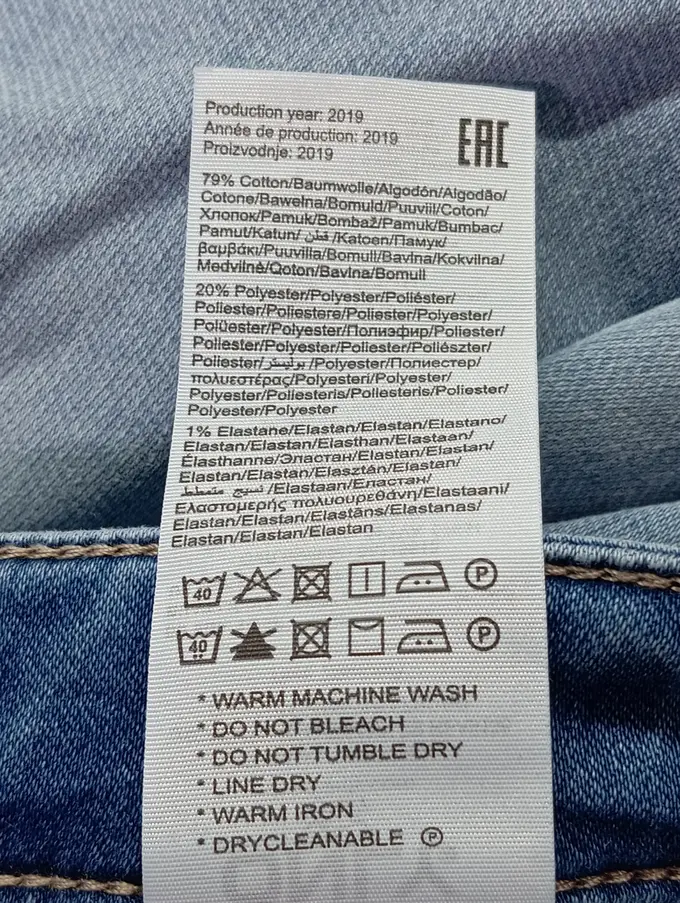 Production year: 2019
Année de production: 2019
Proizvodnje: 2019
EAC
79% Cotton/Baumwolle/Algodón/Algodão/
Cotone/Bawełna/Bomuld/Puuvill/Coton/
Хлопок/Pamuk/Bombaž/Pamuk/Bumbac/
Pamut/Katun/ قطن /Katoen/Памук/
βαμβάκι/Puuvilla/Bomull/Bavlna/Kokvilna/
Medvilnė/Qoton/Bavlna/Bomull
20% Polyester/Polyester/Poliéster/
Poliéster/Poliestere/Poliester/Polyester/
Polüester/Polyester/Полиэфир/Polyester/
Poliester/Polyester/Poliester/Poliészter/
Poliester/ بوليستر /Polyester/Полиестер/
πολυεστέρας/Polyesteri/Polyester/
Polyester/Poliesteris/Poliesteris/Poliester/
Polyester/Polyester
1% Elastane/Elastan/Elastan/Elastano/
Elastan/Elastan/Elasthan/Elastaan/
Élasthanne/Эластан/Elastan/Elastan/
Elastan/Elastan/Elasztán/Elastan/
نسيج متمطط /Elastaan/Еластан/
Ελαστομερής πολυουρεθάνη/Elastaani/
Elastan/Elastan/Elastāns/Elastanas/
Elastan/Elastan/Elastan
40 P
40 P
* WARM MACHINE WASH
* DO NOT BLEACH
* DO NOT TUMBLE DRY
* LINE DRY
* WARM IRON
* DRYCLEANABLE Ⓟ